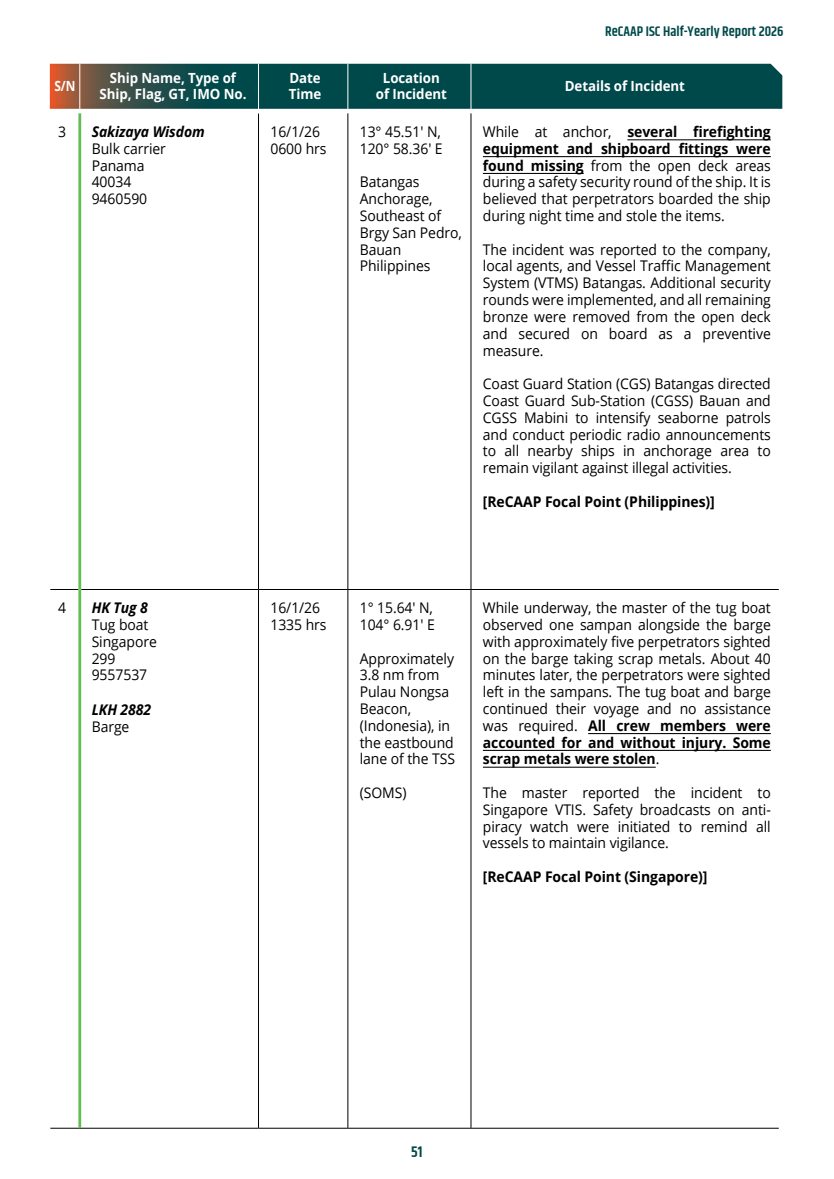 ReCAAP ISC Half-Yearly Report 2026
S/N
Ship Name, Type of
Ship, Flag, GT, IMO No.
Date
Time
Location
of Incident
Details of Incident
3
Sakizaya Wisdom
Bulk carrier
Panama
40034
9460590
16/1/26
0600 hrs
13° 45.51' N,
120° 58.36' E
Batangas
Anchorage,
Southeast of
Brgy San Pedro,
Bauan
Philippines
While at anchor, several firefighting
equipment and shipboard fittings were
found missing from the open deck areas
during a safety security round of the ship. It is
believed that perpetrators boarded the ship
during night time and stole the items.
The incident was reported to the company,
local agents, and Vessel Traffic Management
System (VTMS) Batangas. Additional security
rounds were implemented, and all remaining
bronze were removed from the open deck
and secured on board as a preventive
measure.
Coast Guard Station (CGS) Batangas directed
Coast Guard Sub-Station (CGSS) Bauan and
CGSS Mabini to intensify seaborne patrols
and conduct periodic radio announcements
to all nearby ships in anchorage area to
remain vigilant against illegal activities.
[ReCAAP Focal Point (Philippines)]
4
HK Tug 8
Tug boat
Singapore
299
9557537
LKH 2882
Barge
16/1/26
1335 hrs
1° 15.64' N,
104° 6.91' E
Approximately
3.8 nm from
Pulau Nongsa
Beacon,
(Indonesia), in
the eastbound
lane of the TSS
(SOMS)
While underway, the master of the tug boat
observed one sampan alongside the barge
with approximately five perpetrators sighted
on the barge taking scrap metals. About 40
minutes later, the perpetrators were sighted
left in the sampans. The tug boat and barge
continued their voyage and no assistance
was required. All crew members were
accounted for and without injury. Some
scrap metals were stolen.
The master reported the incident to
Singapore VTIS. Safety broadcasts on anti-
piracy watch were initiated to remind all
vessels to maintain vigilance.
[ReCAAP Focal Point (Singapore)]
51